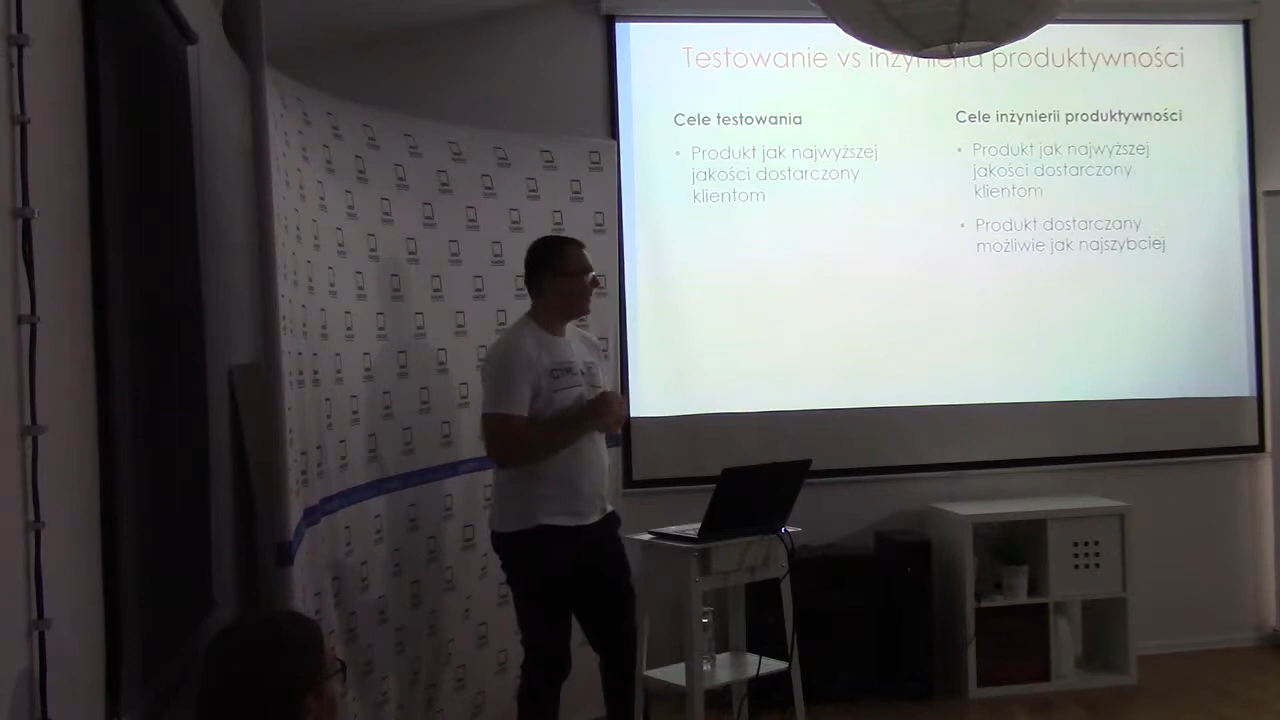 Testowanie vs inżynieria produktywności
Cele testowania
• Produkt jak najwyższej
jakości dostarczony
klientom
Cele inżynierii produktywności
• Produkt jak najwyższej
jakości dostarczony
klientom
• Produkt dostarczany
możliwie jak najszybciej